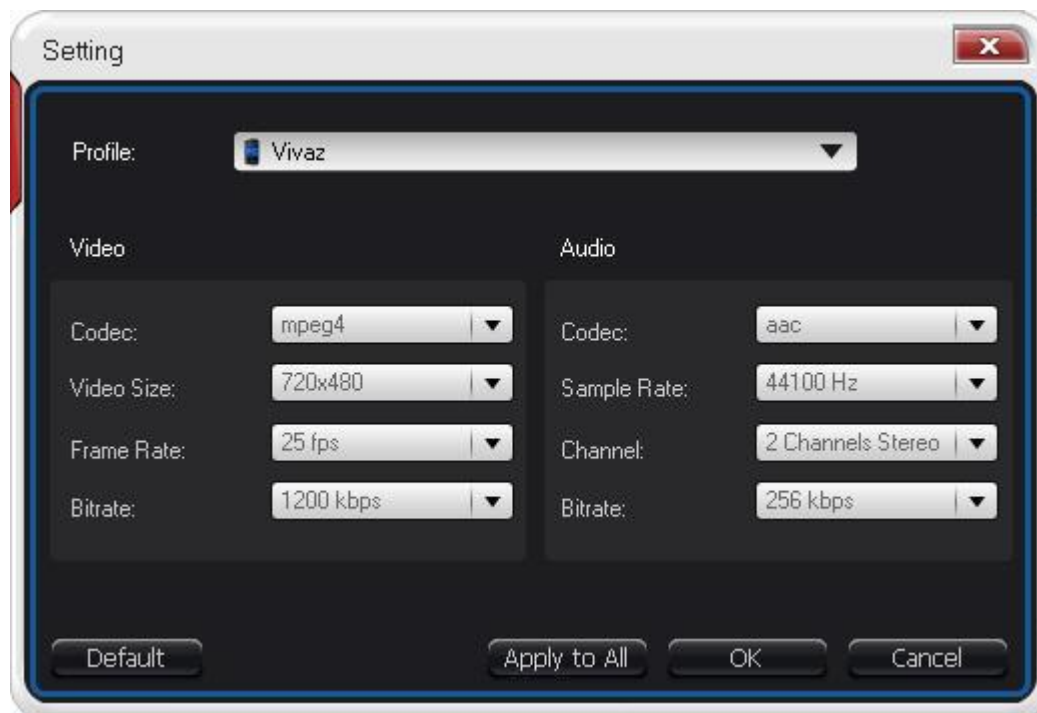 Setting
Profile: Vivaz
Video
Codec: mpeg4
Video Size: 720x480
Frame Rate: 25 fps
Bitrate: 1200 kbps
Audio
Codec: aac
Sample Rate: 44100 Hz
Channel: 2 Channels Stereo
Bitrate: 256 kbps
Default Apply to All OK Cancel